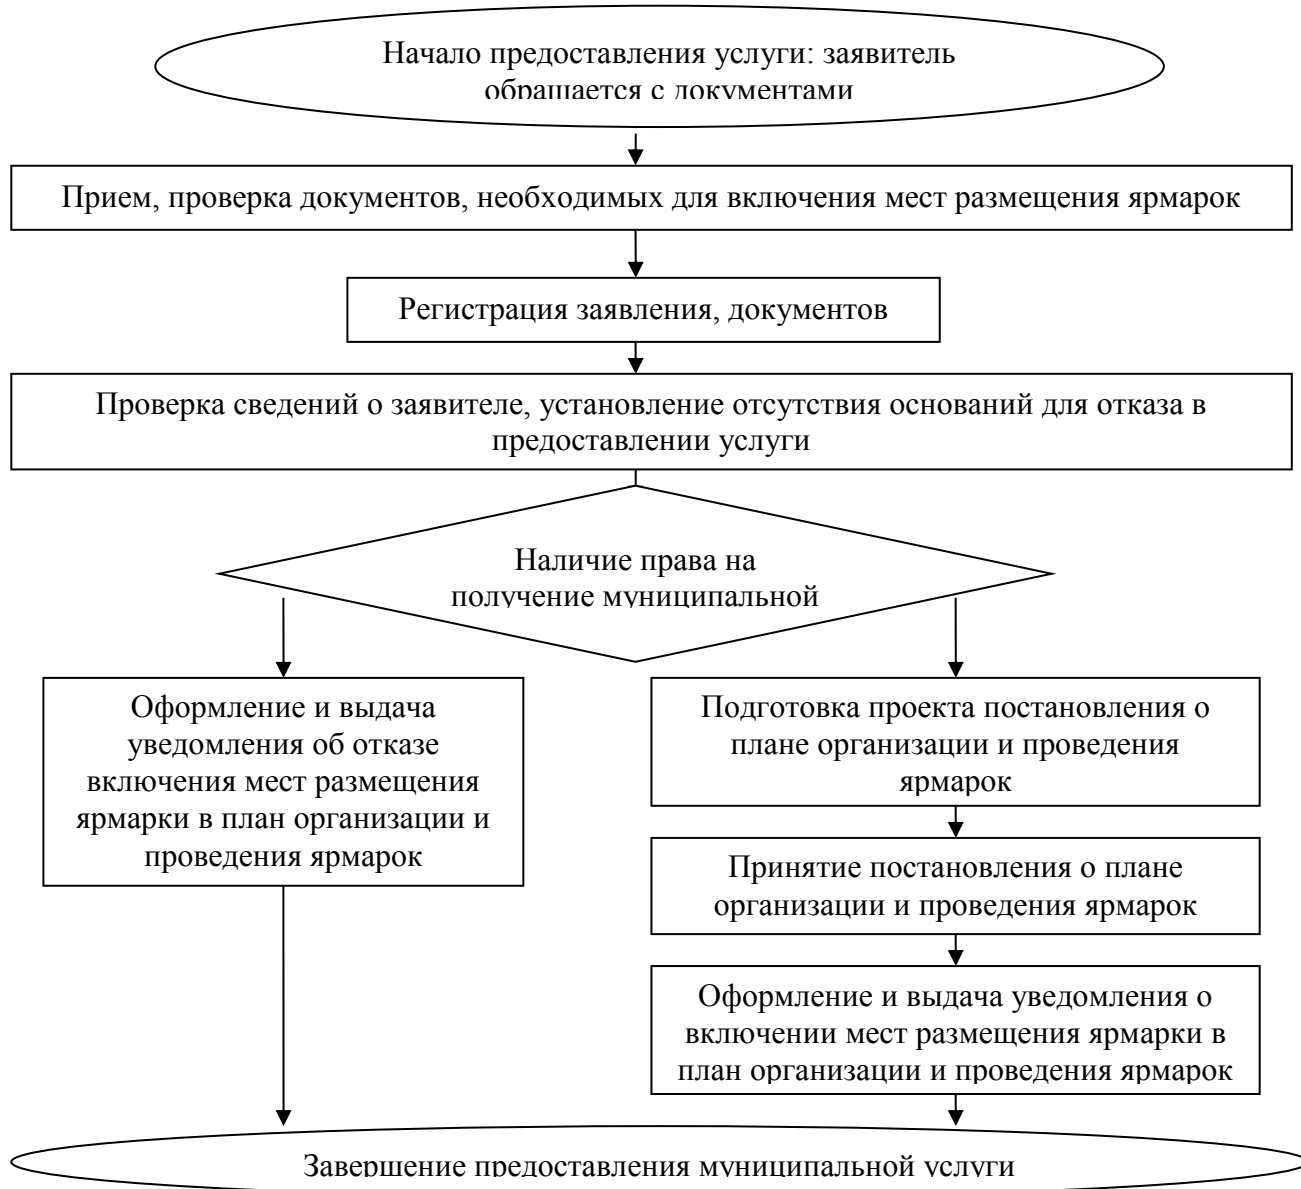 Начало предоставления услуги: заявитель
обращается с документами
Прием, проверка документов, необходимых для включения мест размещения ярмарок
Регистрация заявления, документов
Проверка сведений о заявителе, установление отсутствия оснований для отказа в
предоставлении услуги
Наличие права на
получение муниципальной
Оформление и выдача
уведомления об отказе
включения мест размещения
ярмарки в план организации и
проведения ярмарок
Подготовка проекта постановления о
плане организации и проведения
ярмарок
Принятие постановления о плане
организации и проведения ярмарок
Оформление и выдача уведомления о
включении мест размещения ярмарки в
план организации и проведения ярмарок
Завершение предоставления муниципальной услуги